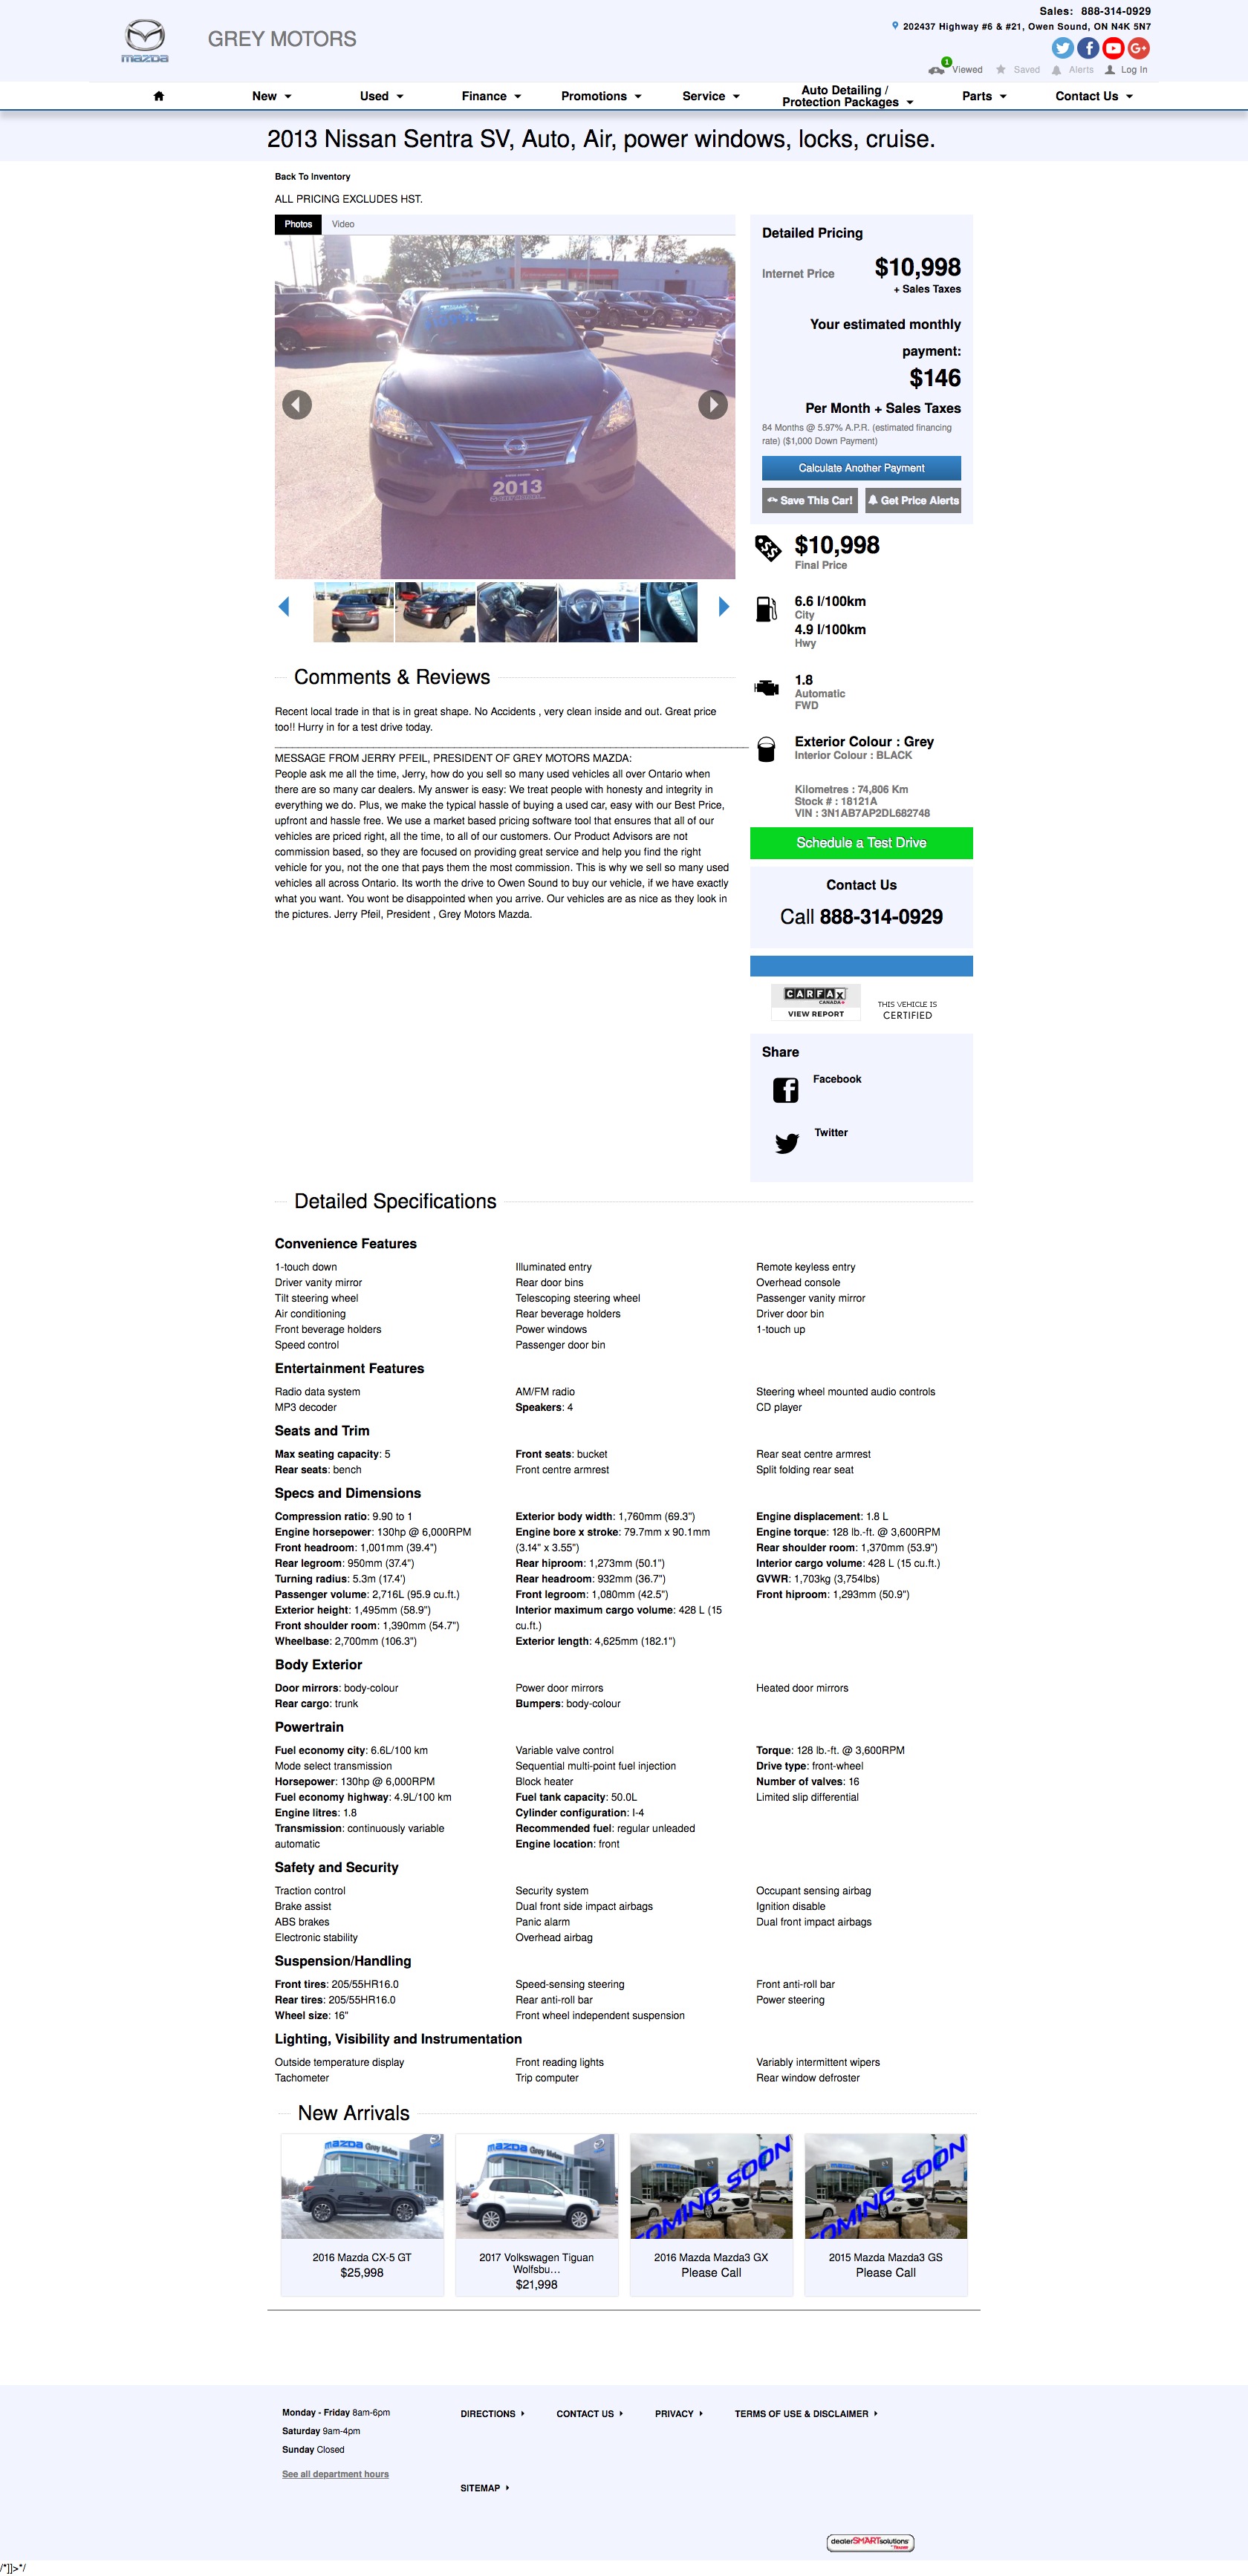 Sales: 888-314-0929
mazda
GREY MOTORS
202437 Highway #6 & #21, Owen Sound, ON N4K 5N7
1
Viewed Saved Alerts Log In
New Used Finance Promotions Service Auto Detailing / Protection Packages Parts Contact Us
2013 Nissan Sentra SV, Auto, Air, power windows, locks, cruise.
Back To Inventory
ALL PRICING EXCLUDES HST.
Photos Video
2013
Detailed Pricing
Internet Price $10,998
+ Sales Taxes
Your estimated monthly
payment:
$146
Per Month + Sales Taxes
84 Months @ 5.97% A.P.R. (estimated financing
rate) ($1,000 Down Payment)
Calculate Another Payment
Save This Car! Get Price Alerts
$10,998
Final Price
6.6 l/100km
City
4.9 l/100km
Hwy
1.8
Automatic
FWD
Exterior Colour : Grey
Interior Colour : BLACK
Kilometres : 74,806 Km
Stock # : 18121A
VIN : 3N1AB7AP2DL682748
Schedule a Test Drive
Contact Us
Call 888-314-0929
CARFAX
CANADA
VIEW REPORT
THIS VEHICLE IS
CERTIFIED
Share
Facebook
Twitter
Comments & Reviews
Recent local trade in that is in great shape. No Accidents , very clean inside and out. Great price
too!! Hurry in for a test drive today.
MESSAGE FROM JERRY PFEIL, PRESIDENT OF GREY MOTORS MAZDA:
People ask me all the time, Jerry, how do you sell so many used vehicles all over Ontario when
there are so many car dealers. My answer is easy: We treat people with honesty and integrity in
everything we do. Plus, we make the typical hassle of buying a used car, easy with our Best Price,
upfront and hassle free. We use a market based pricing software tool that ensures that all of our
vehicles are priced right, all the time, to all of our customers. Our Product Advisors are not
commission based, so they are focused on providing great service and help you find the right
vehicle for you, not the one that pays them the most commission. This is why we sell so many used
vehicles all across Ontario. Its worth the drive to Owen Sound to buy our vehicle, if we have exactly
what you want. You wont be disappointed when you arrive. Our vehicles are as nice as they look in
the pictures. Jerry Pfeil, President , Grey Motors Mazda.
Detailed Specifications
Convenience Features
1-touch down Illuminated entry Remote keyless entry
Driver vanity mirror Rear door bins Overhead console
Tilt steering wheel Telescoping steering wheel Passenger vanity mirror
Air conditioning Rear beverage holders Driver door bin
Front beverage holders Power windows 1-touch up
Speed control Passenger door bin
Entertainment Features
Radio data system AM/FM radio Steering wheel mounted audio controls
MP3 decoder Speakers: 4 CD player
Seats and Trim
Max seating capacity: 5 Front seats: bucket Rear seat centre armrest
Rear seats: bench Front centre armrest Split folding rear seat
Specs and Dimensions
Compression ratio: 9.90 to 1 Exterior body width: 1,760mm (69.3") Engine displacement: 1.8 L
Engine horsepower: 130hp @ 6,000RPM Engine bore x stroke: 79.7mm x 90.1mm Engine torque: 128 lb.-ft. @ 3,600RPM
Front headroom: 1,001mm (39.4") (3.14" x 3.55") Rear shoulder room: 1,370mm (53.9")
Rear legroom: 950mm (37.4") Rear hiproom: 1,273mm (50.1") Interior cargo volume: 428 L (15 cu.ft.)
Turning radius: 5.3m (17.4') Rear headroom: 932mm (36.7") GVWR: 1,703kg (3,754lbs)
Passenger volume: 2,716L (95.9 cu.ft.) Front legroom: 1,080mm (42.5") Front hiproom: 1,293mm (50.9")
Exterior height: 1,495mm (58.9") Interior maximum cargo volume: 428 L (15
Front shoulder room: 1,390mm (54.7") cu.ft.)
Wheelbase: 2,700mm (106.3") Exterior length: 4,625mm (182.1")
Body Exterior
Door mirrors: body-colour Power door mirrors Heated door mirrors
Rear cargo: trunk Bumpers: body-colour
Powertrain
Fuel economy city: 6.6L/100 km Variable valve control Torque: 128 lb.-ft. @ 3,600RPM
Mode select transmission Sequential multi-point fuel injection Drive type: front-wheel
Horsepower: 130hp @ 6,000RPM Block heater Number of valves: 16
Fuel economy highway: 4.9L/100 km Fuel tank capacity: 50.0L Limited slip differential
Engine litres: 1.8 Cylinder configuration: I-4
Transmission: continuously variable Recommended fuel: regular unleaded
automatic Engine location: front
Safety and Security
Traction control Security system Occupant sensing airbag
Brake assist Dual front side impact airbags Ignition disable
ABS brakes Panic alarm Dual front impact airbags
Electronic stability Overhead airbag
Suspension/Handling
Front tires: 205/55HR16.0 Speed-sensing steering Front anti-roll bar
Rear tires: 205/55HR16.0 Rear anti-roll bar Power steering
Wheel size: 16" Front wheel independent suspension
Lighting, Visibility and Instrumentation
Outside temperature display Front reading lights Variably intermittent wipers
Tachometer Trip computer Rear window defroster
New Arrivals
mazda Grey Motors mazda Grey Motors COMING SOON COMING SOON
2016 Mazda CX-5 GT
$25,998
2017 Volkswagen Tiguan
Wolfsbu...
$21,998
2016 Mazda Mazda3 GX
Please Call
2015 Mazda Mazda3 GS
Please Call
Monday - Friday 8am-6pm
Saturday 9am-4pm
Sunday Closed
See all department hours
DIRECTIONS CONTACT US PRIVACY TERMS OF USE & DISCLAIMER
SITEMAP
dealerSMARTsolutions
/*]]>*/